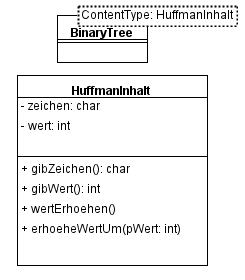 ContentType: HuffmanInhalt
BinaryTree
HuffmanInhalt
- zeichen: char
- wert: int
+ gibZeichen(): char
+ gibWert(): int
+ wertErhoehen()
+ erhoeheWertUm(pWert: int)